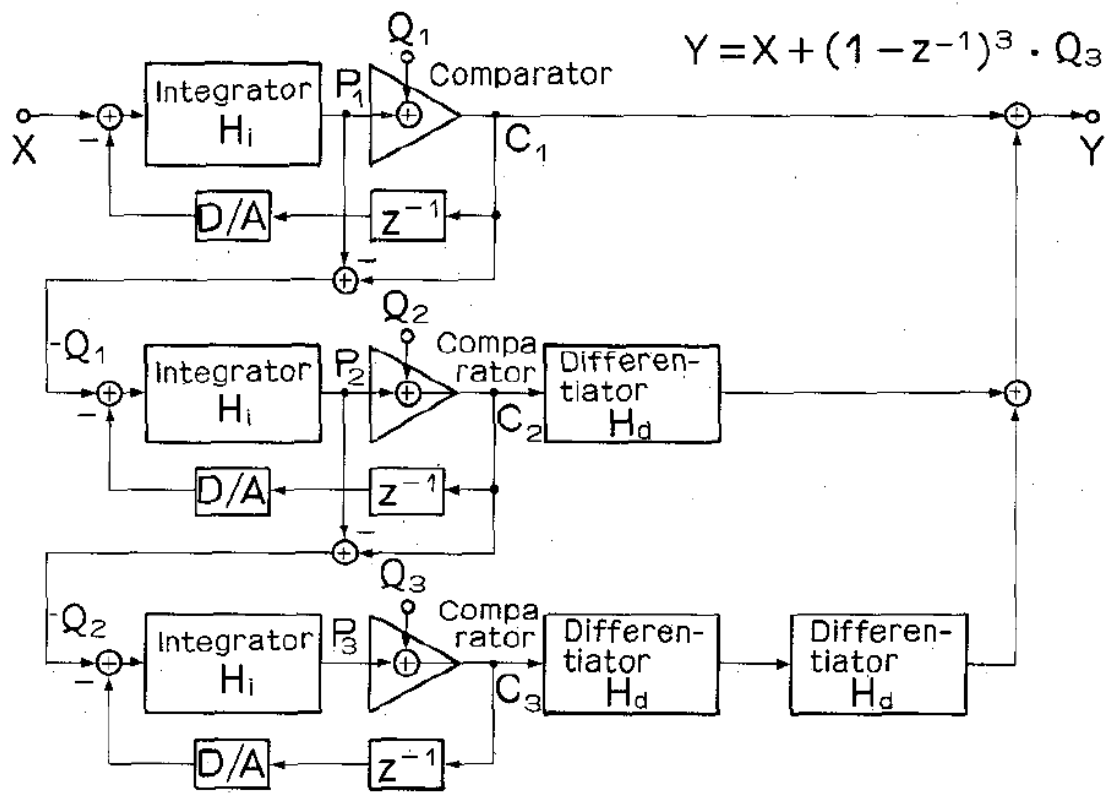 Q₁
Y = X + (1 − z⁻¹)³ · Q₃
Integrator
Hᵢ
P₁
Comparator
X
−
C₁
Y
D/A
z⁻¹
−
Q₂
-Q₁
Integrator
Hᵢ
P₂
Compa
rator
Differen-
tiator
H_d
−
C₂
D/A
z⁻¹
−
Q₃
-Q₂
Integrator
Hᵢ
P₃
Compa
rator
Differen-
tiator
H_d
Differen-
tiator
H_d
−
C₃
D/A
z⁻¹